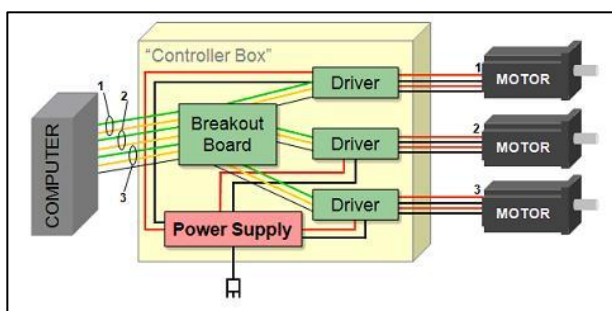 "Controller Box"
1
2
3
COMPUTER
Breakout
Board
Driver
1
MOTOR
Driver
2
MOTOR
Driver
3
MOTOR
Power Supply